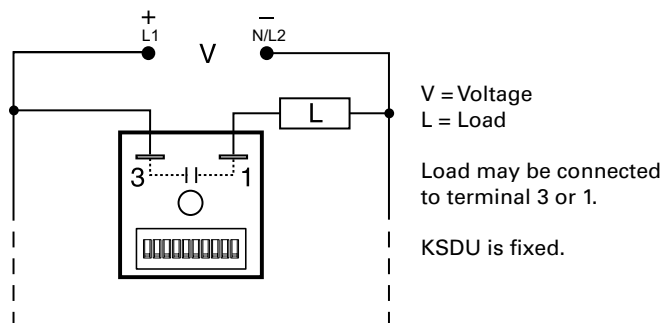 + −
L1 N/L2
V
L
3 1
V = Voltage
L = Load
Load may be connected
to terminal 3 or 1.
KSDU is fixed.